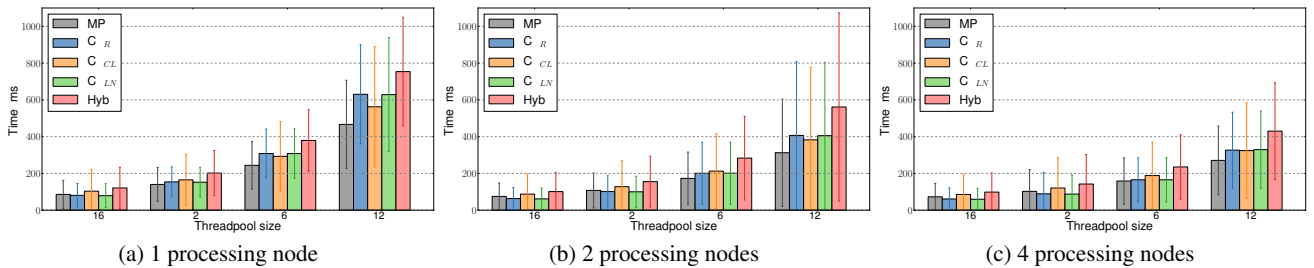 1000
800
600
400
200
0
Time ms
MP
C R
C CL
C LN
Hyb
16 2 6 12
Threadpool size
(a) 1 processing node
1000
800
600
400
200
0
Time ms
MP
C R
C CL
C LN
Hyb
16 2 6 12
Threadpool size
(b) 2 processing nodes
1000
800
600
400
200
0
Time ms
MP
C R
C CL
C LN
Hyb
16 2 6 12
Threadpool size
(c) 4 processing nodes